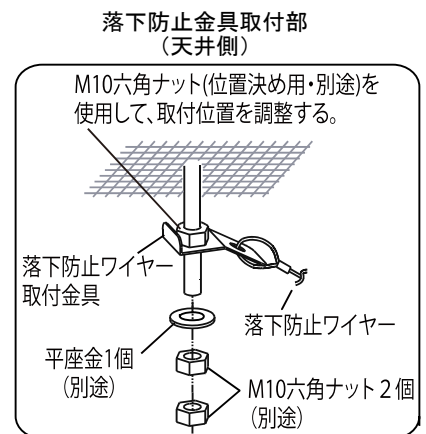 落下防止金具取付部
（天井側）
M10六角ナット(位置決め用・別途)を
使用して、取付位置を調整する。
落下防止ワイヤー
取付金具
落下防止ワイヤー
平座金1個
（別途）
M10六角ナット２個
（別途）